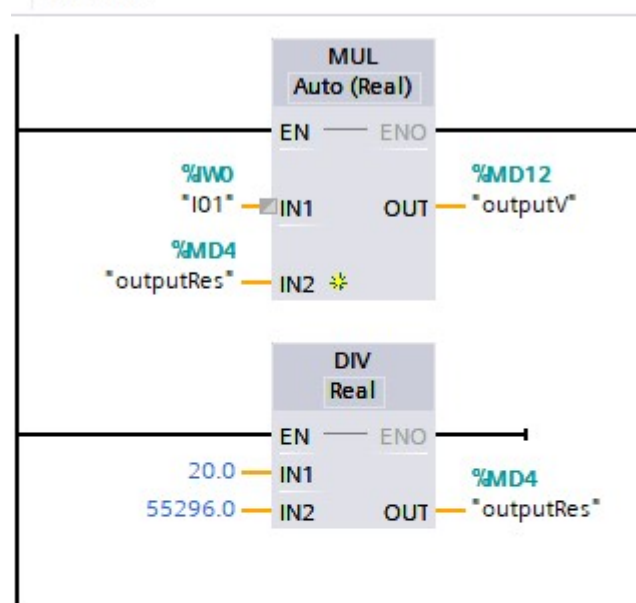 MUL
Auto (Real)
EN ENO
%IW0
"I01" IN1 OUT %MD12 "outputV"
%MD4
"outputRes" IN2
DIV
Real
EN ENO
20.0 IN1
55296.0 IN2 OUT %MD4 "outputRes"